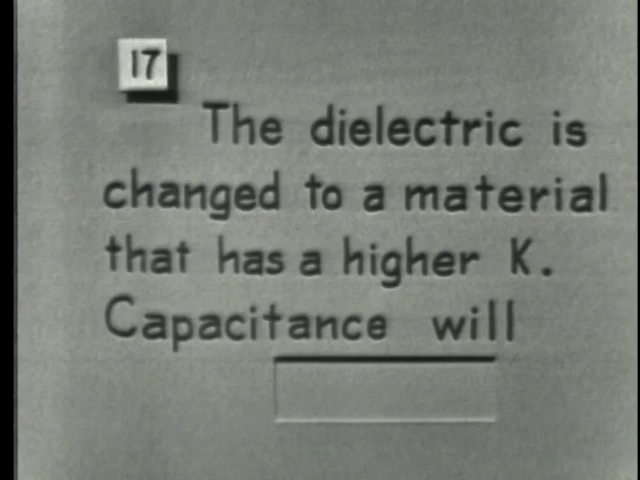 17
The dielectric is
changed to a material
that has a higher K.
Capacitance will